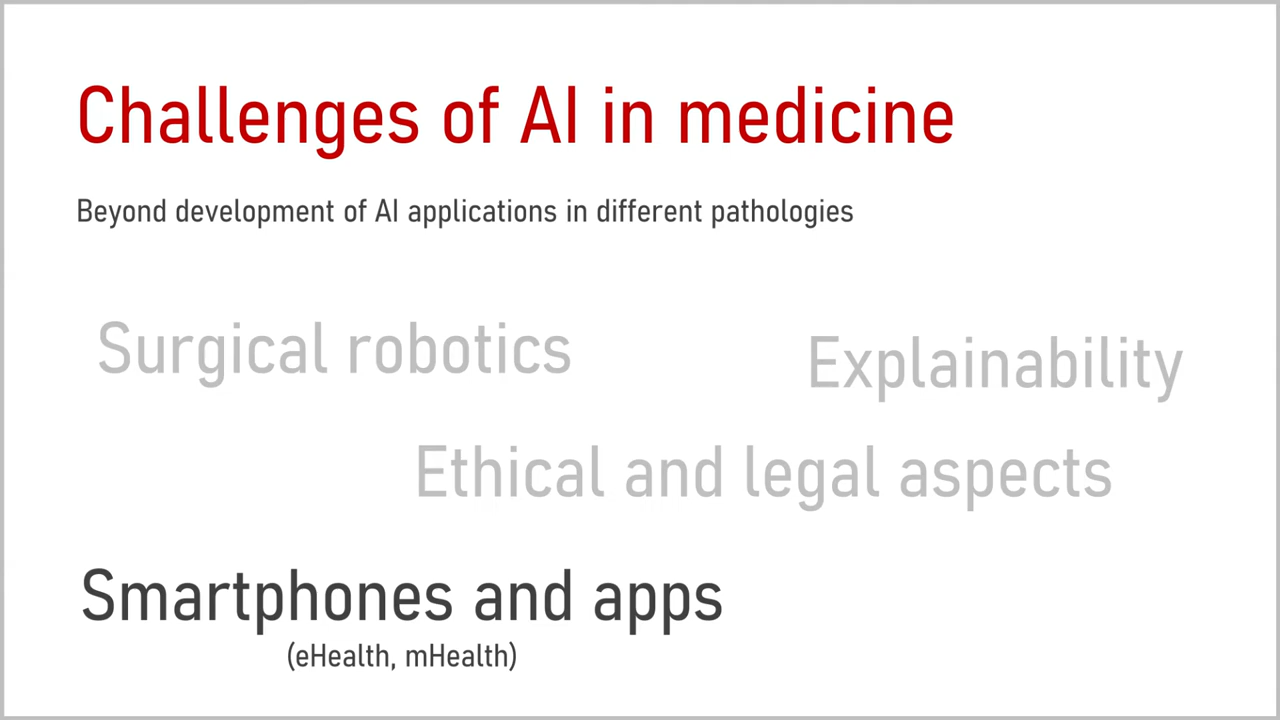 Challenges of AI in medicine
Beyond development of AI applications in different pathologies
Surgical robotics
Explainability
Ethical and legal aspects
Smartphones and apps
(eHealth, mHealth)